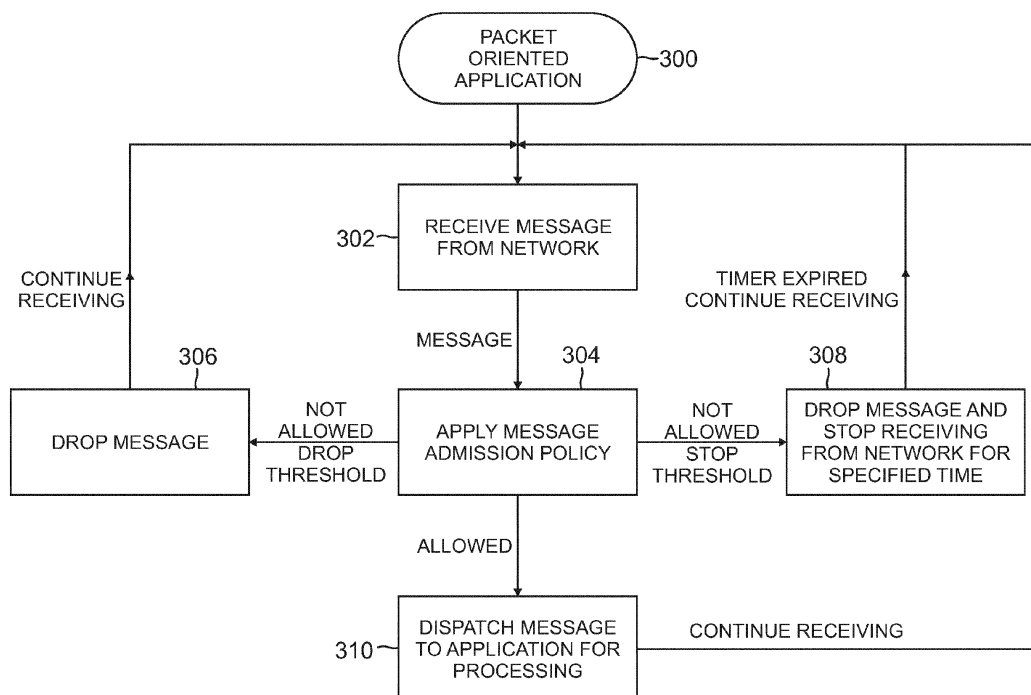 PACKET
ORIENTED
APPLICATION
300
302
RECEIVE MESSAGE
FROM NETWORK
CONTINUE
RECEIVING
TIMER EXPIRED
CONTINUE RECEIVING
MESSAGE
306
304
308
DROP MESSAGE
NOT
ALLOWED
DROP
THRESHOLD
APPLY MESSAGE
ADMISSION POLICY
NOT
ALLOWED
STOP
THRESHOLD
DROP MESSAGE AND
STOP RECEIVING
FROM NETWORK FOR
SPECIFIED TIME
ALLOWED
310
DISPATCH MESSAGE
TO APPLICATION FOR
PROCESSING
CONTINUE RECEIVING